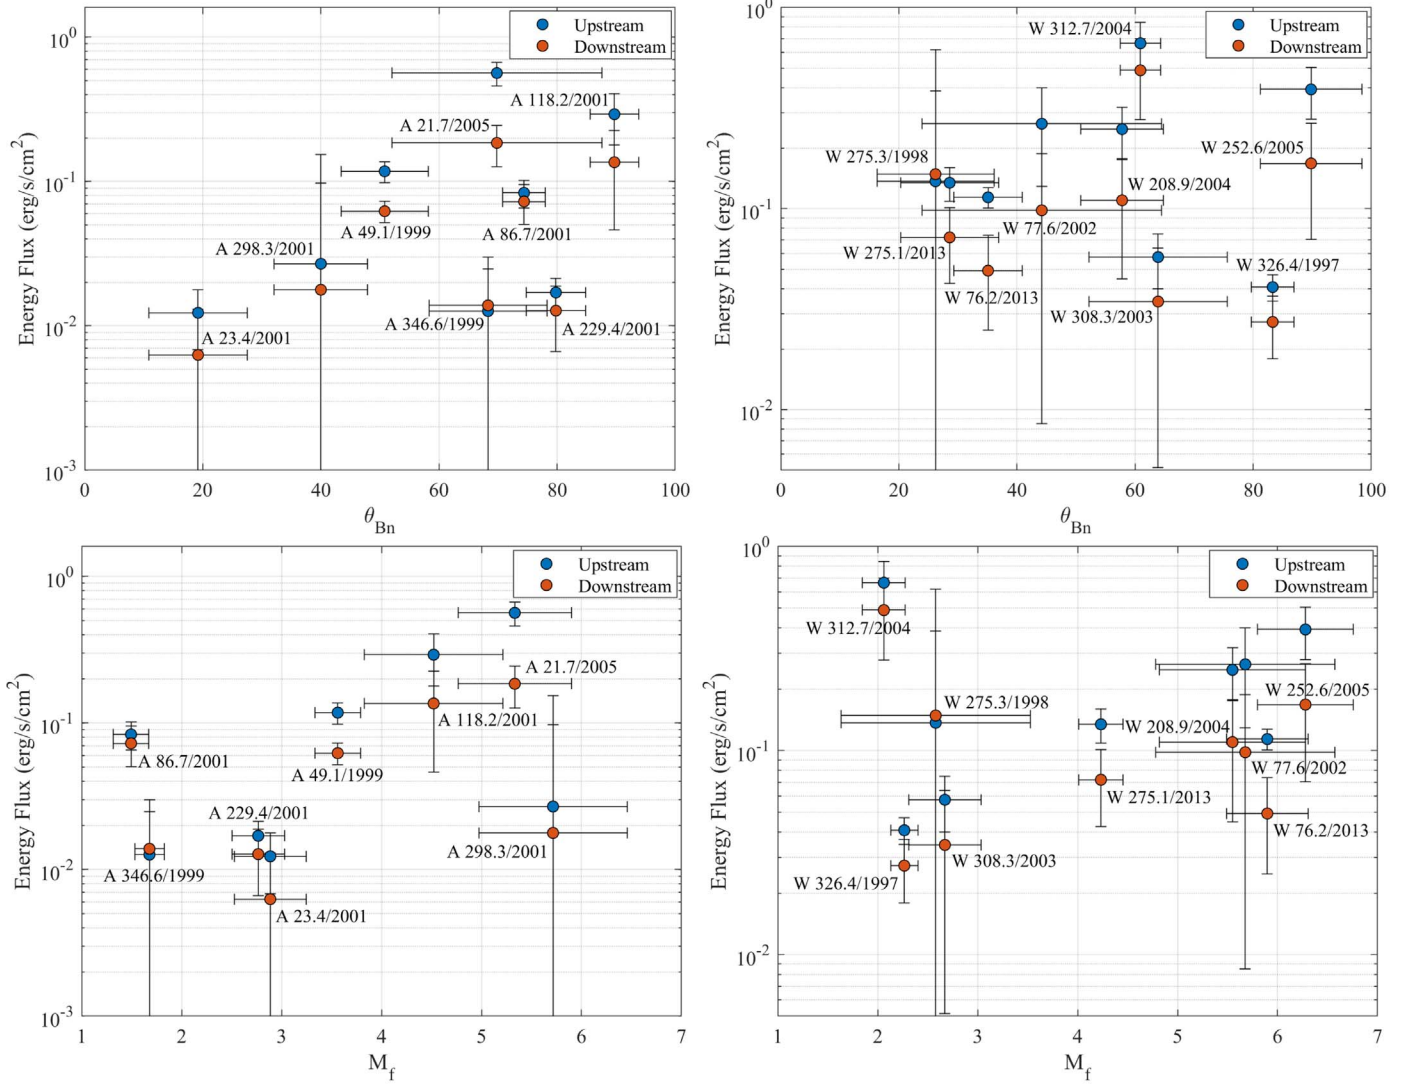 10^0
10^-1
10^-2
10^-3
Energy Flux (erg/s/cm^2)
Upstream
Downstream
A 118.2/2001
A 21.7/2005
A 49.1/1999
A 86.7/2001
A 298.3/2001
A 346.6/1999
A 229.4/2001
A 23.4/2001
0 20 40 60 80 100
θ_Bn
10^0
10^-1
10^-2
Energy Flux (erg/s/cm^2)
Upstream
Downstream
W 312.7/2004
W 275.3/1998
W 252.6/2005
W 208.9/2004
W 77.6/2002
W 275.1/2013
W 326.4/1997
W 76.2/2013
W 308.3/2003
0 20 40 60 80 100
θ_Bn
10^0
10^-1
10^-2
10^-3
Energy Flux (erg/s/cm^2)
Upstream
Downstream
A 21.7/2005
A 118.2/2001
A 86.7/2001
A 49.1/1999
A 229.4/2001
A 298.3/2001
A 346.6/1999
A 23.4/2001
1 2 3 4 5 6 7
M_f
10^0
10^-1
10^-2
Energy Flux (erg/s/cm^2)
Upstream
Downstream
W 312.7/2004
W 252.6/2005
W 275.3/1998
W 208.9/2004
W 77.6/2002
W 275.1/2013
W 76.2/2013
W 308.3/2003
W 326.4/1997
1 2 3 4 5 6 7
M_f